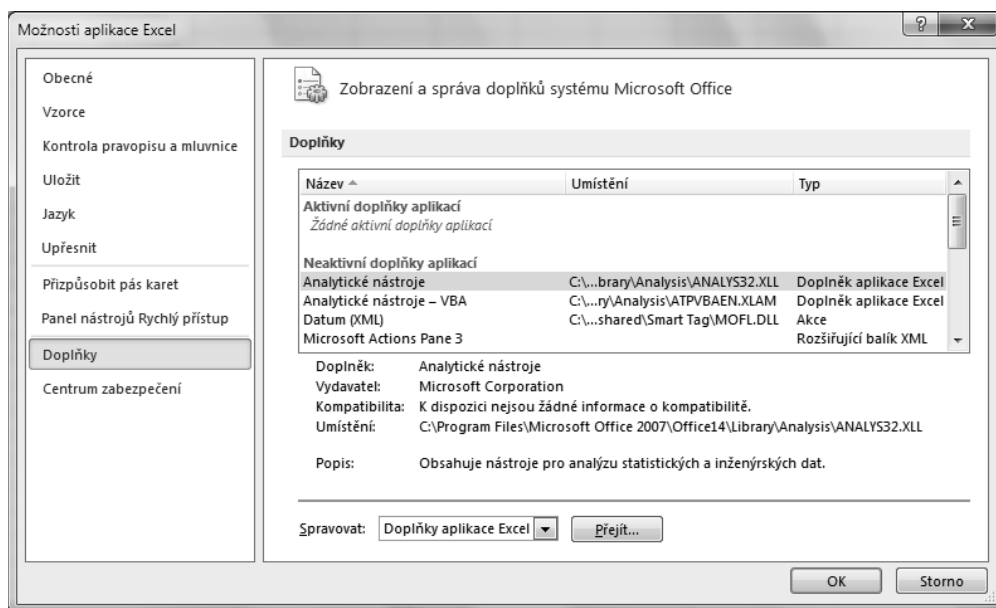 Možnosti aplikace Excel
Obecné
Vzorce
Kontrola pravopisu a mluvnice
Uložit
Jazyk
Upřesnit
Přizpůsobit pás karet
Panel nástrojů Rychlý přístup
Doplňky
Centrum zabezpečení
Zobrazení a správa doplňků systému Microsoft Office
Doplňky
Název Umístění Typ
Aktivní doplňky aplikací
Žádné aktivní doplňky aplikací
Neaktivní doplňky aplikací
Analytické nástroje C:\...brary\Analysis\ANALYS32.XLL Doplněk aplikace Excel
Analytické nástroje – VBA C:\...ry\Analysis\ATPVBAEN.XLAM Doplněk aplikace Excel
Datum (XML) C:\...shared\Smart Tag\MOFL.DLL Akce
Microsoft Actions Pane 3 Rozšiřující balík XML
Doplněk: Analytické nástroje
Vydavatel: Microsoft Corporation
Kompatibilita: K dispozici nejsou žádné informace o kompatibilitě.
Umístění: C:\Program Files\Microsoft Office 2007\Office14\Library\Analysis\ANALYS32.XLL
Popis: Obsahuje nástroje pro analýzu statistických a inženýrských dat.
Spravovat: Doplňky aplikace Excel Přejít...
OK Storno